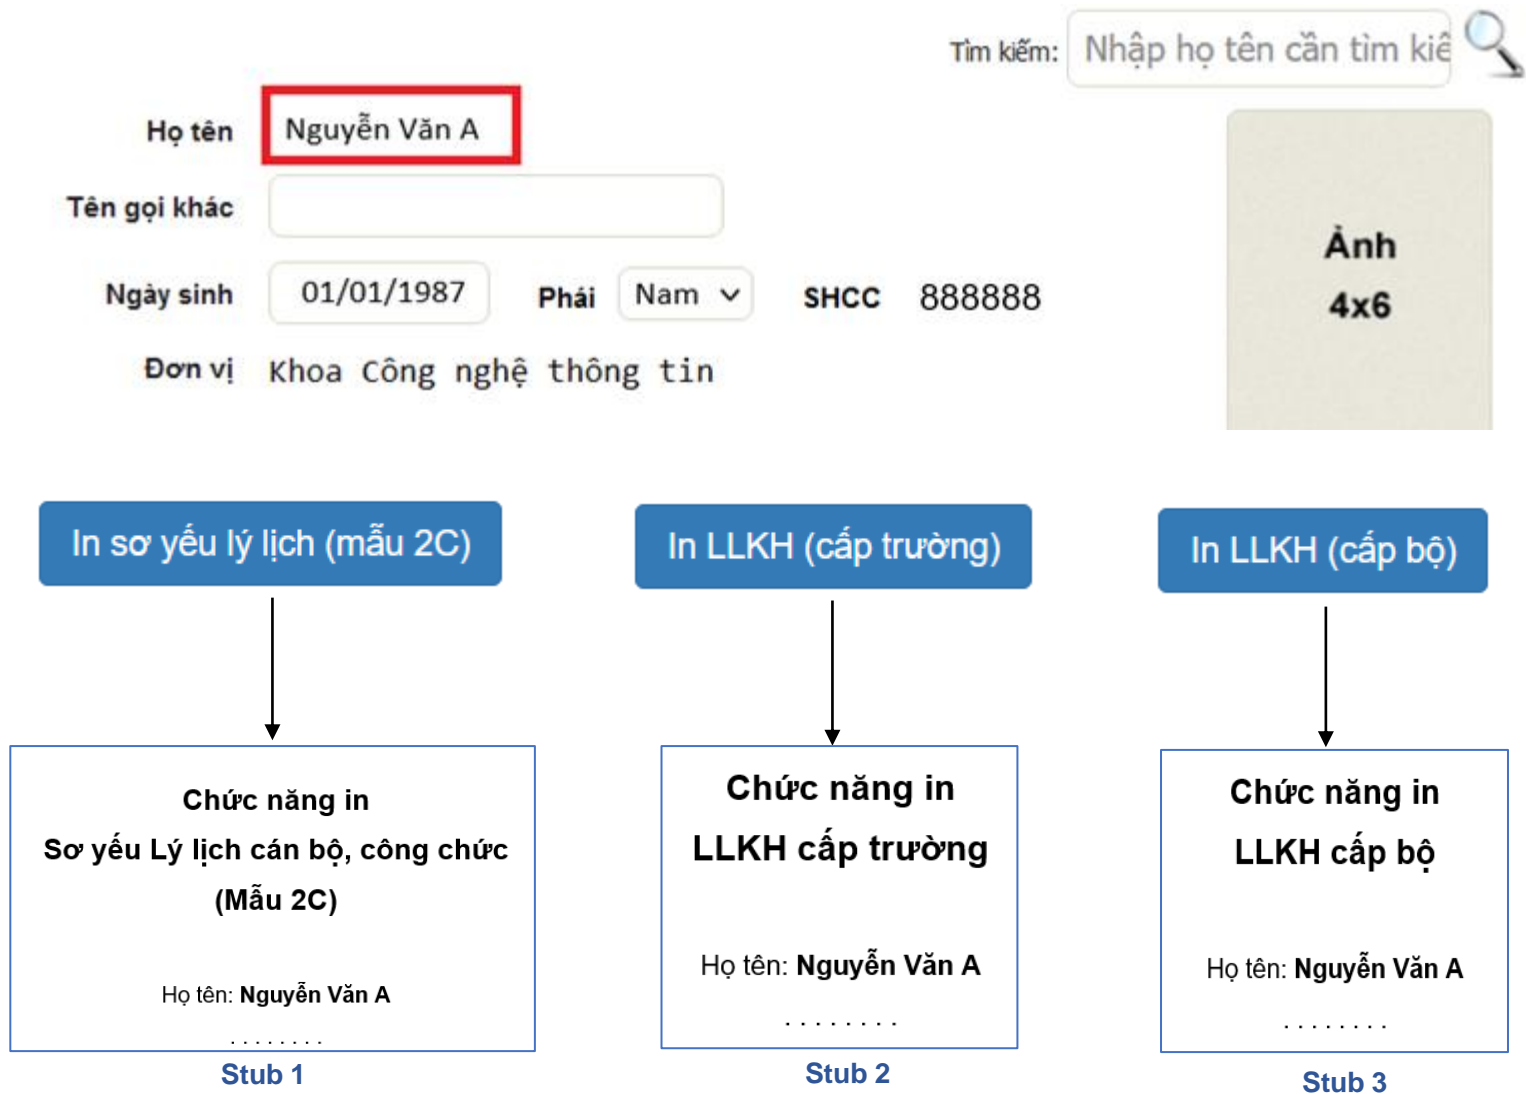 Tìm kiếm: Nhập họ tên cần tìm kiế
Họ tên Nguyễn Văn A
Tên gọi khác
Ngày sinh 01/01/1987 Phái Nam SHCC 888888
Đơn vị Khoa Công nghệ thông tin
Ảnh
4x6
In sơ yếu lý lịch (mẫu 2C)
In LLKH (cấp trường)
In LLKH (cấp bộ)
Chức năng in
Sơ yếu Lý lịch cán bộ, công chức
(Mẫu 2C)
Họ tên: Nguyễn Văn A
. . . . . . . .
Stub 1
Chức năng in
LLKH cấp trường
Họ tên: Nguyễn Văn A
. . . . . . . .
Stub 2
Chức năng in
LLKH cấp bộ
Họ tên: Nguyễn Văn A
. . . . . . . .
Stub 3